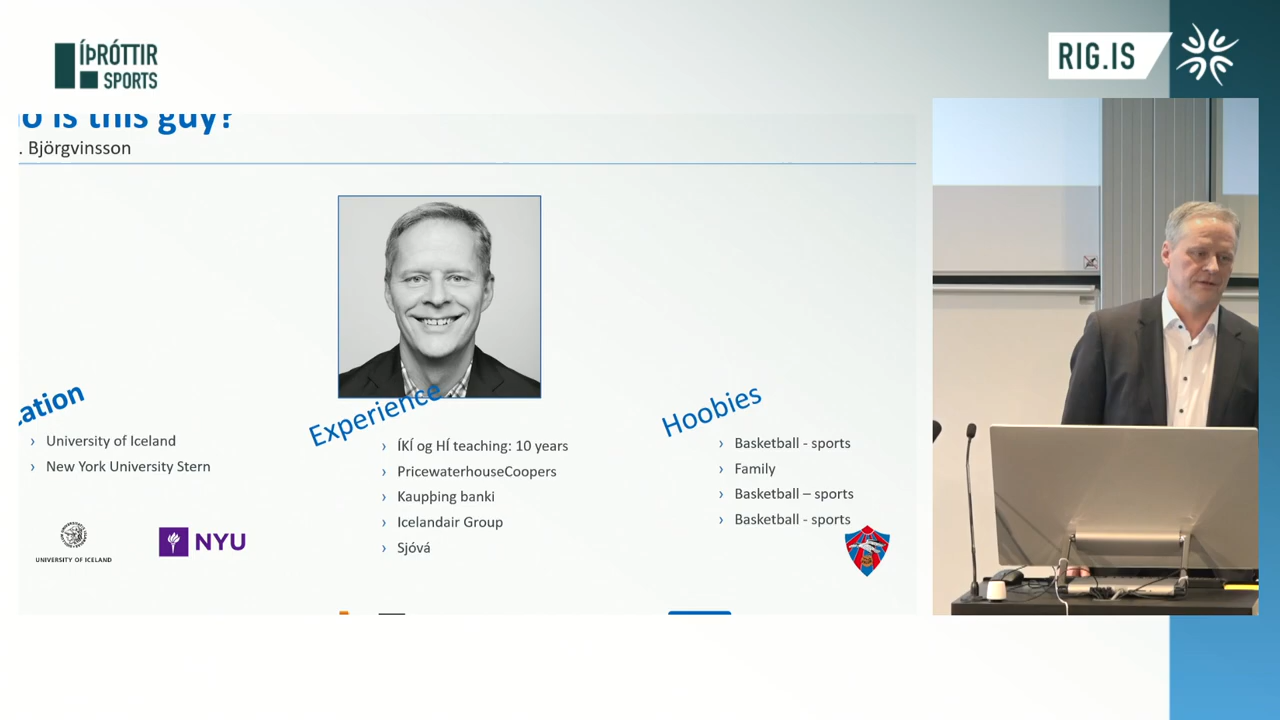 ÍÞRÓTTIR
SPORTS
RIG.IS
is this guy?
. Björgvinsson
Experience
Hoobies
› University of Iceland
› New York University Stern
› ÍKÍ og HÍ teaching: 10 years
› PricewaterhouseCoopers
› Kaupþing banki
› Icelandair Group
› Sjóvá
› Basketball - sports
› Family
› Basketball – sports
› Basketball - sports
UNIVERSITY OF ICELAND
NYU